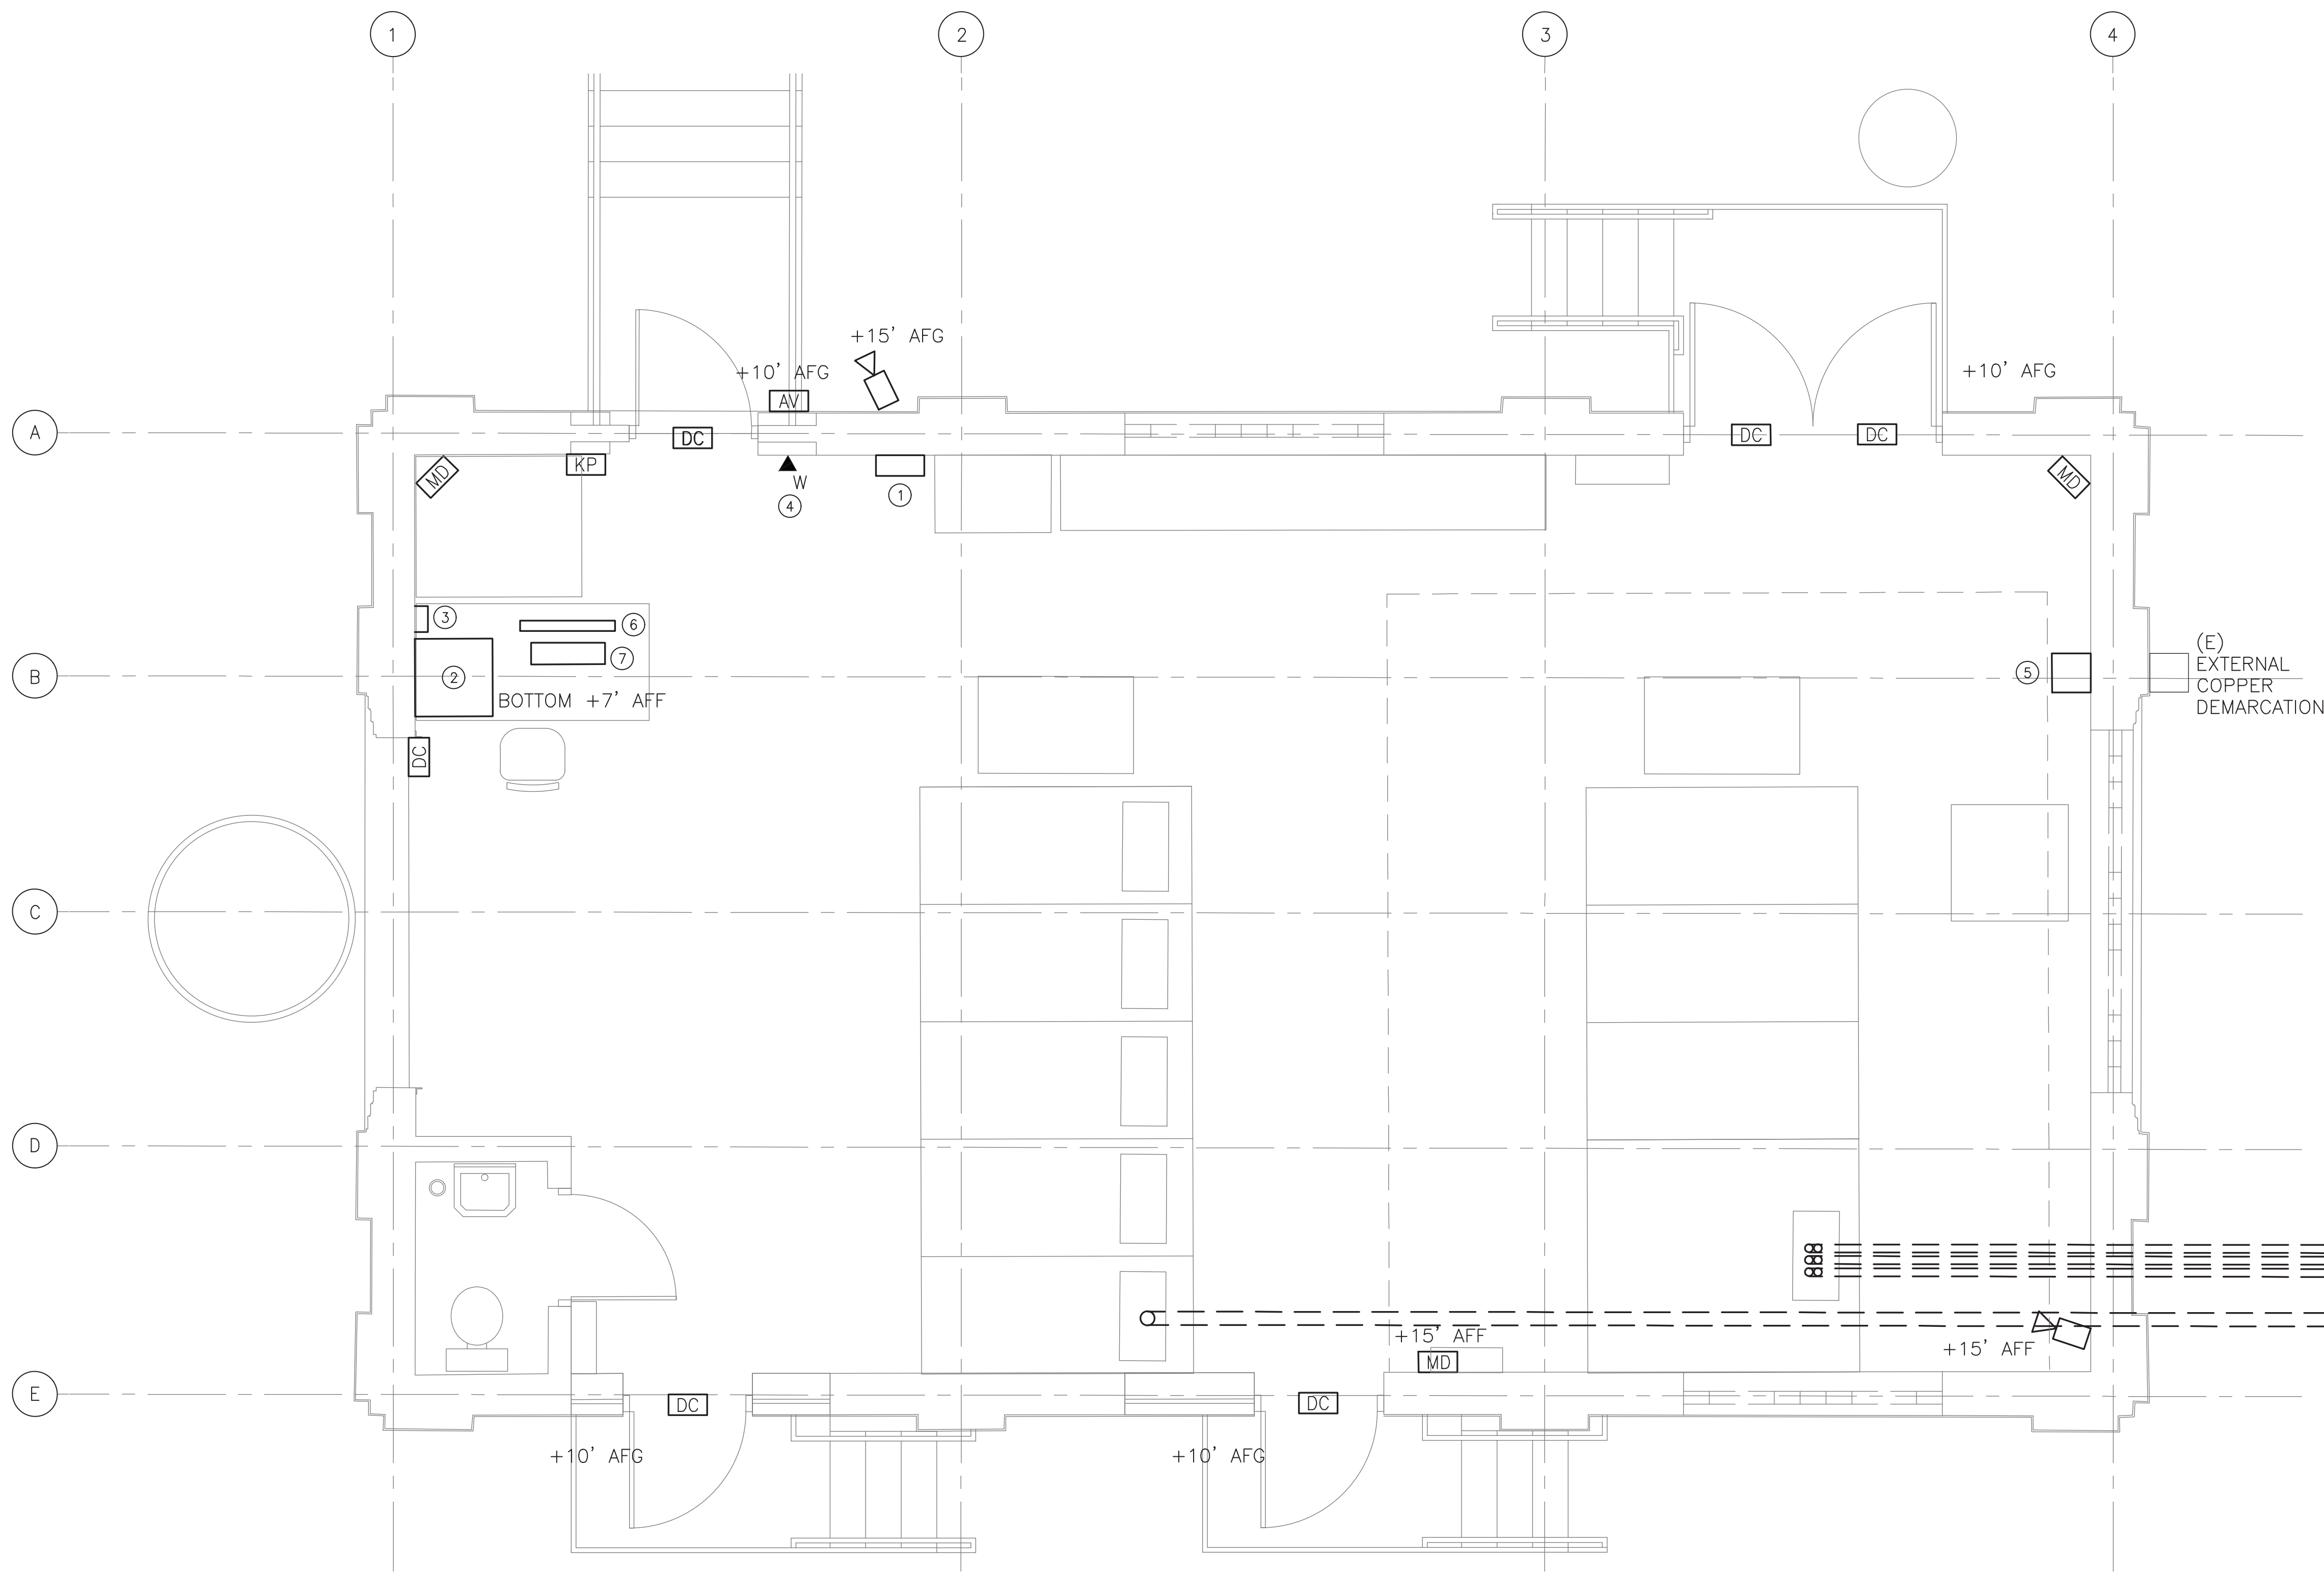 1
2
3
4
+15' AFG
+10' AFG
+10' AFG
AV
A
DC
DC
DC
KP
MD
MD
W
4
1
3
6
(E)
EXTERNAL
COPPER
DEMARCATION
7
5
B
2
BOTTOM +7' AFF
DC
C
D
+15' AFF
+15' AFF
MD
E
DC
DC
+10' AFG
+10' AFG